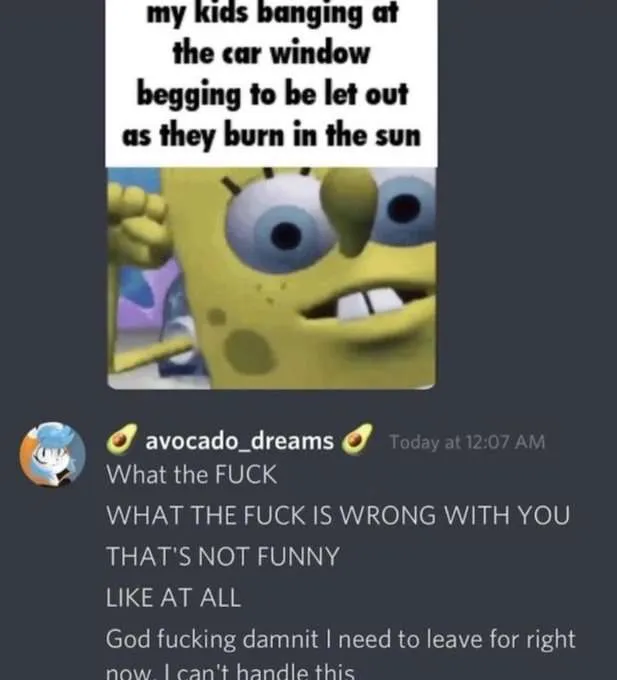 my kids banging at
the car window
begging to be let out
as they burn in the sun
🥑 avocado_dreams 🥑 Today at 12:07 AM
What the FUCK
WHAT THE FUCK IS WRONG WITH YOU
THAT'S NOT FUNNY
LIKE AT ALL
God fucking damnit I need to leave for right
now. I can't handle this